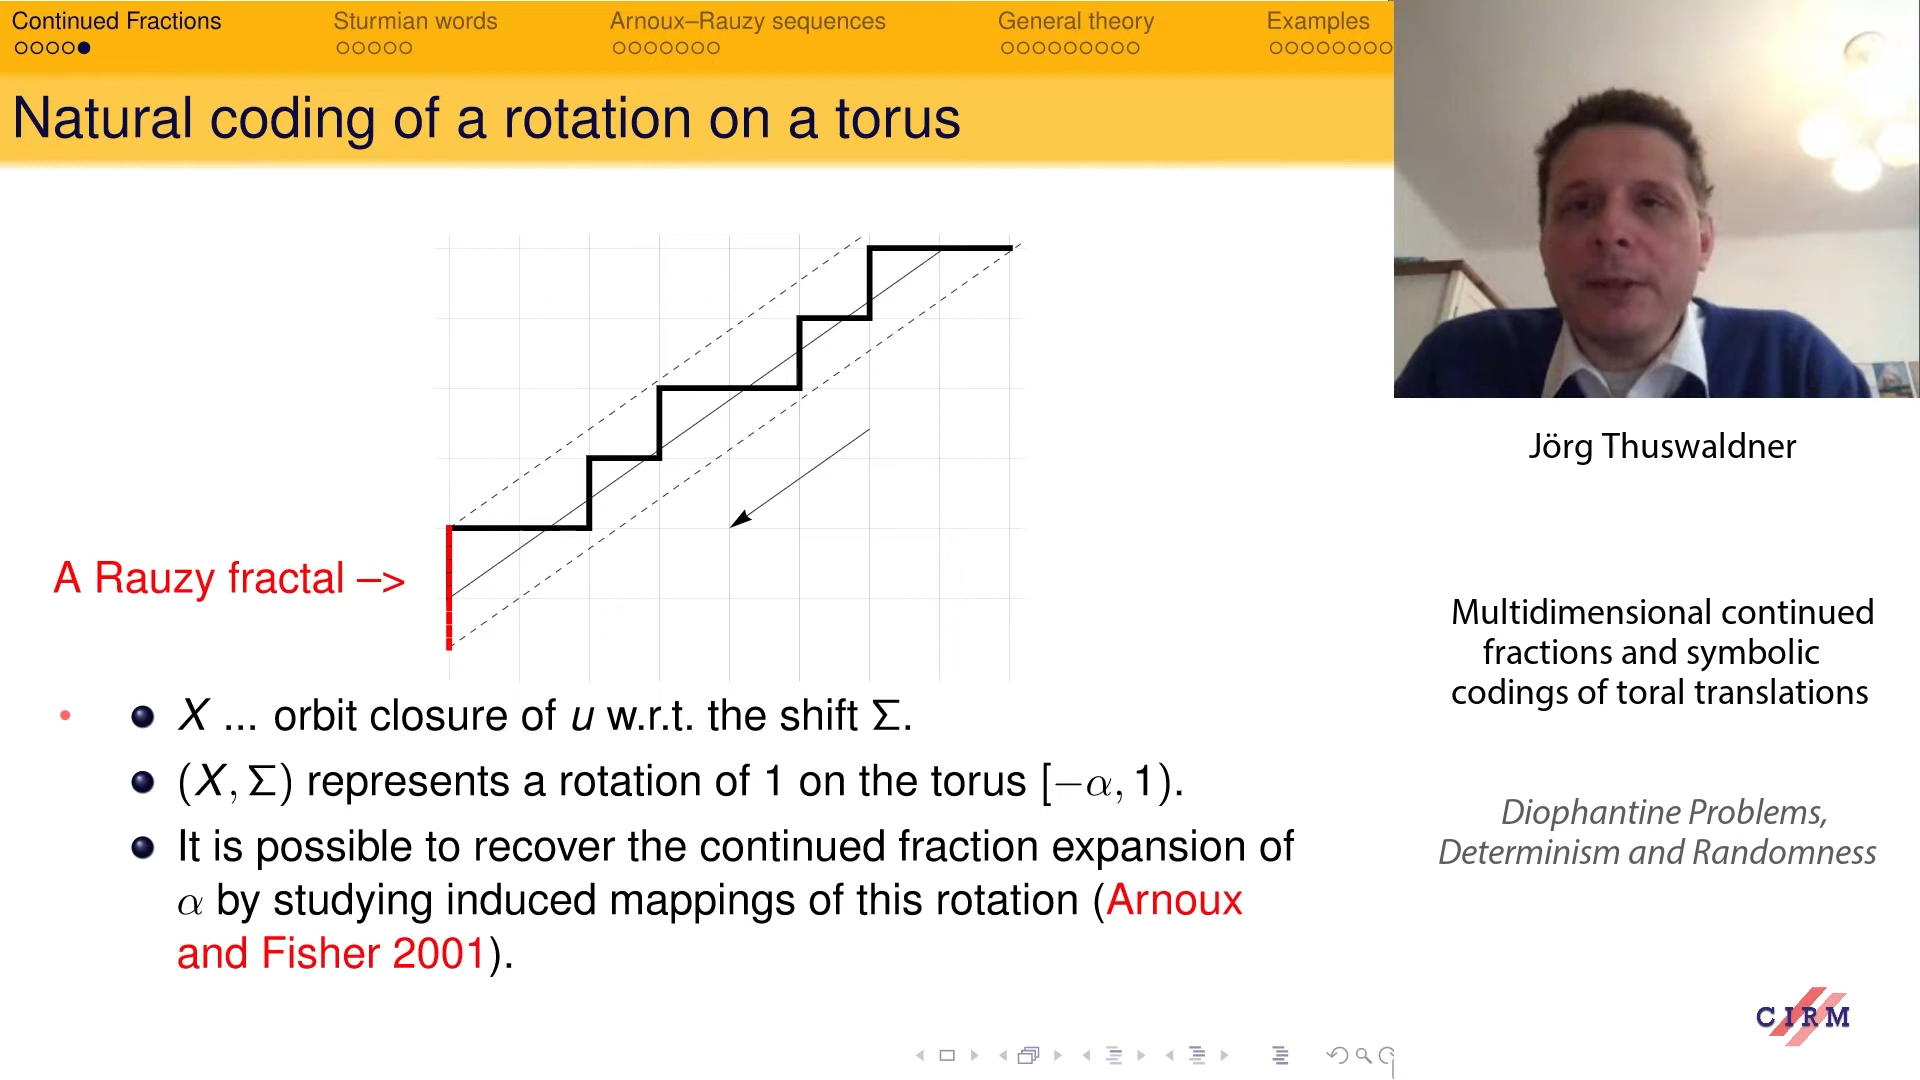 Continued Fractions
Sturmian words
Arnoux–Rauzy sequences
General theory
Examples
Natural coding of a rotation on a torus
A Rauzy fractal –>
X ... orbit closure of u w.r.t. the shift Σ.
(X, Σ) represents a rotation of 1 on the torus [−α, 1).
It is possible to recover the continued fraction expansion of
α by studying induced mappings of this rotation (Arnoux
and Fisher 2001).
Jörg Thuswaldner
Multidimensional continued
fractions and symbolic
codings of toral translations
Diophantine Problems,
Determinism and Randomness
CIRM